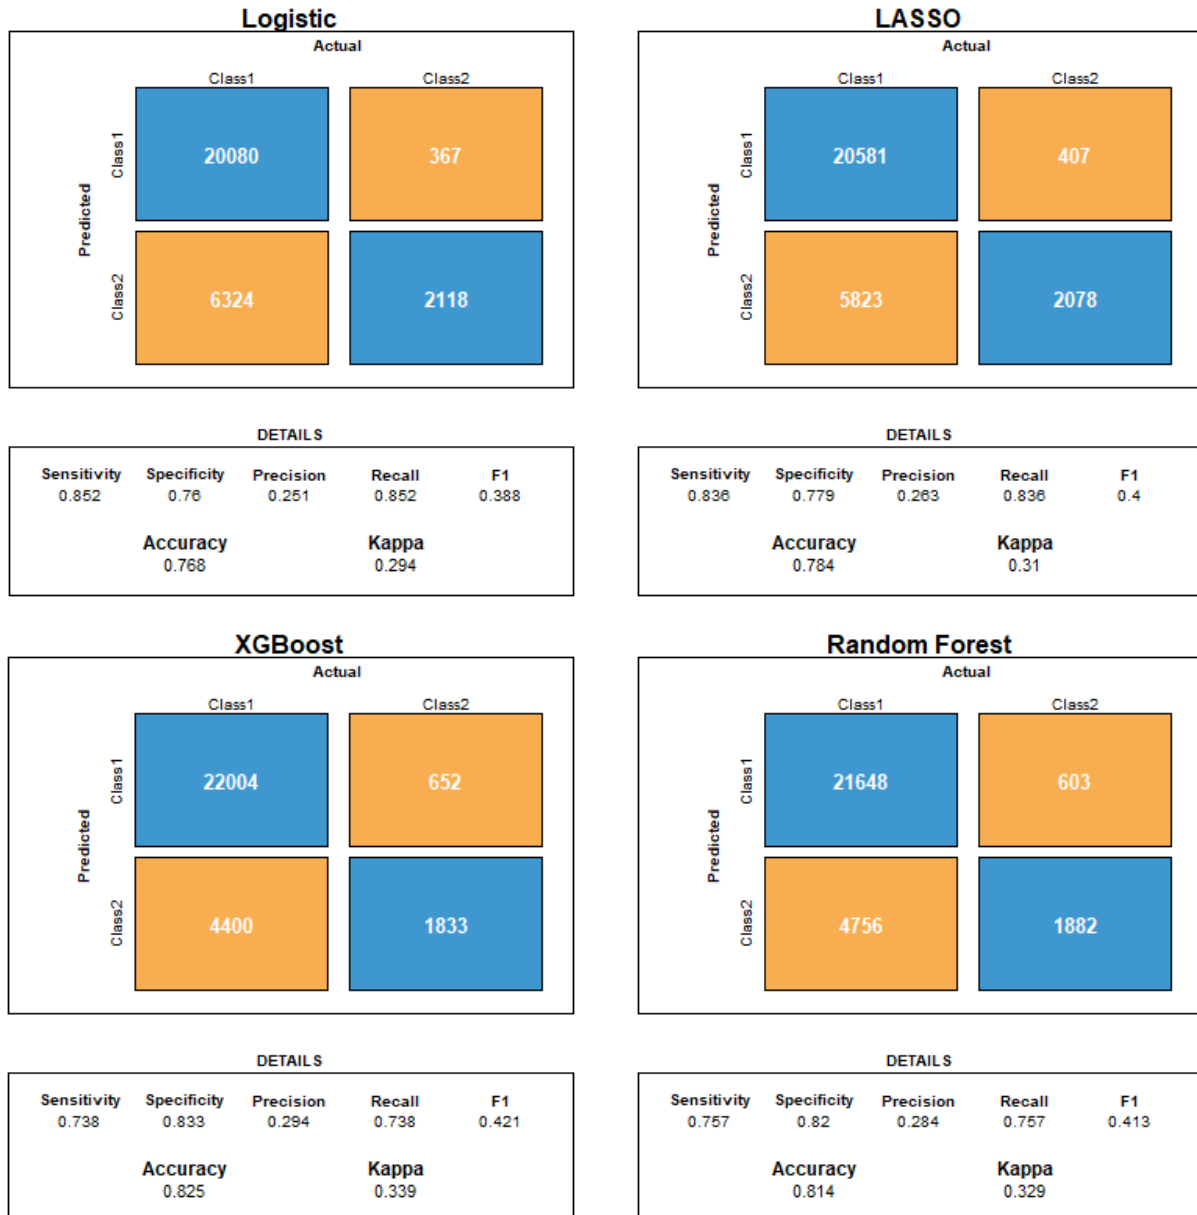 Logistic
Actual
Class1 Class2
Predicted
Class1
20080 367
Class2
6324 2118
DETAILS
Sensitivity Specificity Precision Recall F1
0.852 0.76 0.251 0.852 0.388
Accuracy Kappa
0.768 0.294
LASSO
Actual
Class1 Class2
Predicted
Class1
20581 407
Class2
5823 2078
DETAILS
Sensitivity Specificity Precision Recall F1
0.836 0.779 0.263 0.836 0.4
Accuracy Kappa
0.784 0.31
XGBoost
Actual
Class1 Class2
Predicted
Class1
22004 652
Class2
4400 1833
DETAILS
Sensitivity Specificity Precision Recall F1
0.738 0.833 0.294 0.738 0.421
Accuracy Kappa
0.825 0.339
Random Forest
Actual
Class1 Class2
Predicted
Class1
21648 603
Class2
4756 1882
DETAILS
Sensitivity Specificity Precision Recall F1
0.757 0.82 0.284 0.757 0.413
Accuracy Kappa
0.814 0.329